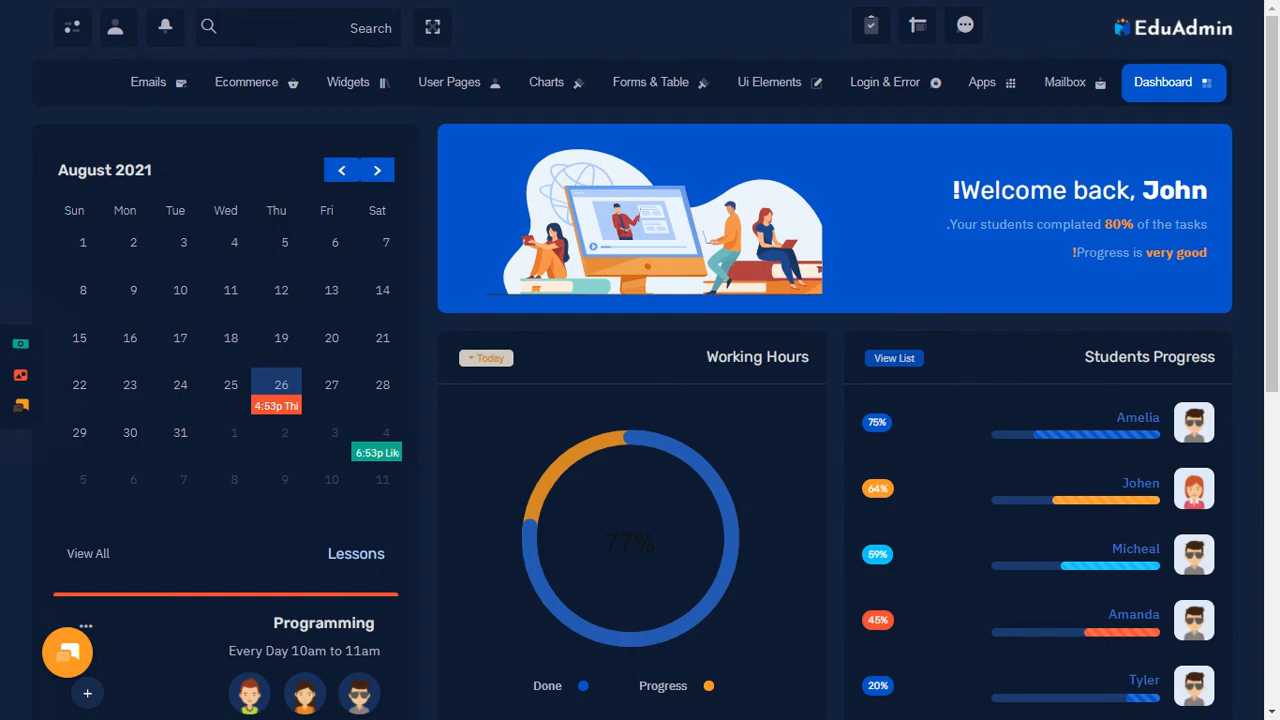 Search
EduAdmin
Emails
Ecommerce
Widgets
User Pages
Charts
Forms & Table
Ui Elements
Login & Error
Apps
Mailbox
Dashboard
August 2021
Sun Mon Tue Wed Thu Fri Sat
1 2 3 4 5 6 7
8 9 10 11 12 13 14
15 16 17 18 19 20 21
22 23 24 25 26 27 28
4:53p Thi
29 30 31 1 2 3 4
6:53p Lik
5 6 7 8 9 10 11
View All
Lessons
Programming
Every Day 10am to 11am
!Welcome back, John
.Your students complated 80% of the tasks
!Progress is very good
Today
Working Hours
77%
Done
Progress
View List
Students Progress
75%
Amelia
64%
Johen
59%
Micheal
45%
Amanda
20%
Tyler